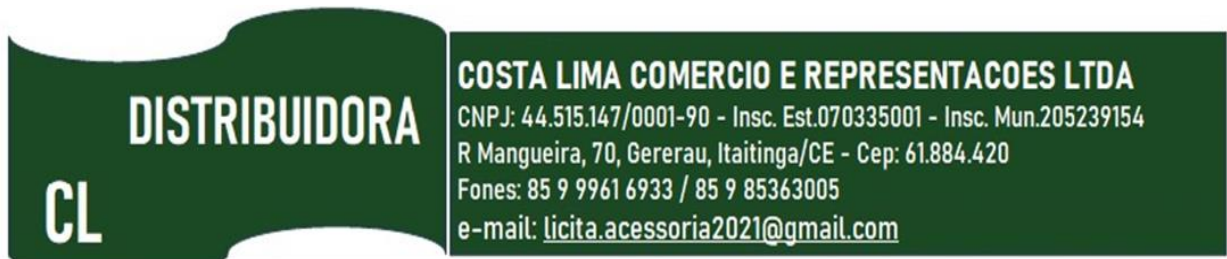 DISTRIBUIDORA
CL
COSTA LIMA COMERCIO E REPRESENTACOES LTDA
CNPJ: 44.515.147/0001-90 - Insc. Est.070335001 - Insc. Mun.205239154
R Mangueira, 70, Gererau, Itaitinga/CE - Cep: 61.884.420
Fones: 85 9 9961 6933 / 85 9 85363005
e-mail: licita.acessoria2021@gmail.com